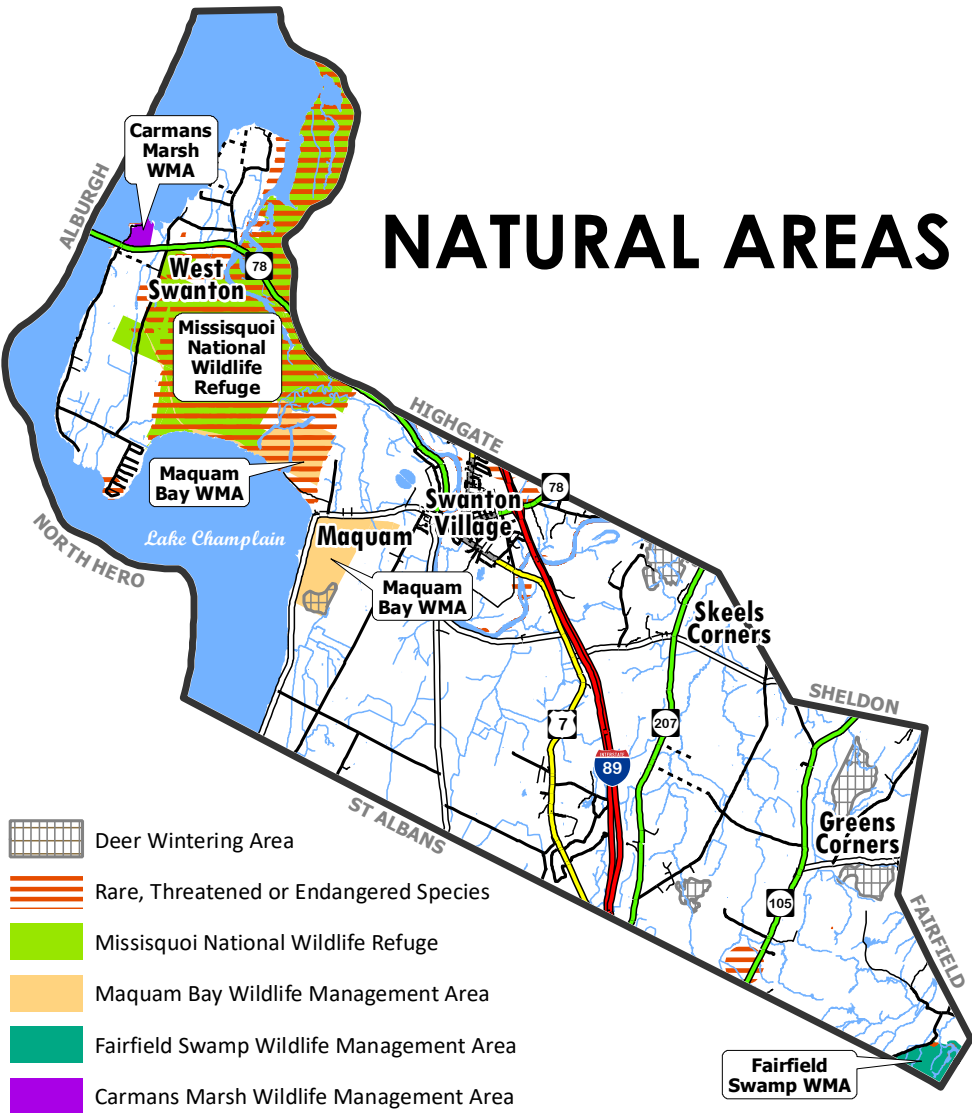 NATURAL AREAS
Carmans
Marsh
WMA
ALBURGH
West
Swanton
78
Missisquoi
National
Wildlife
Refuge
HIGHGATE
Maquam
Bay WMA
78
Swanton
Village
NORTH HERO
Lake Champlain
Maquam
Maquam
Bay WMA
Skeels
Corners
SHELDON
7
207
INTERSTATE
89
ST ALBANS
Greens
Corners
105
FAIRFIELD
Fairfield
Swamp WMA
Deer Wintering Area
Rare, Threatened or Endangered Species
Missisquoi National Wildlife Refuge
Maquam Bay Wildlife Management Area
Fairfield Swamp Wildlife Management Area
Carmans Marsh Wildlife Management Area